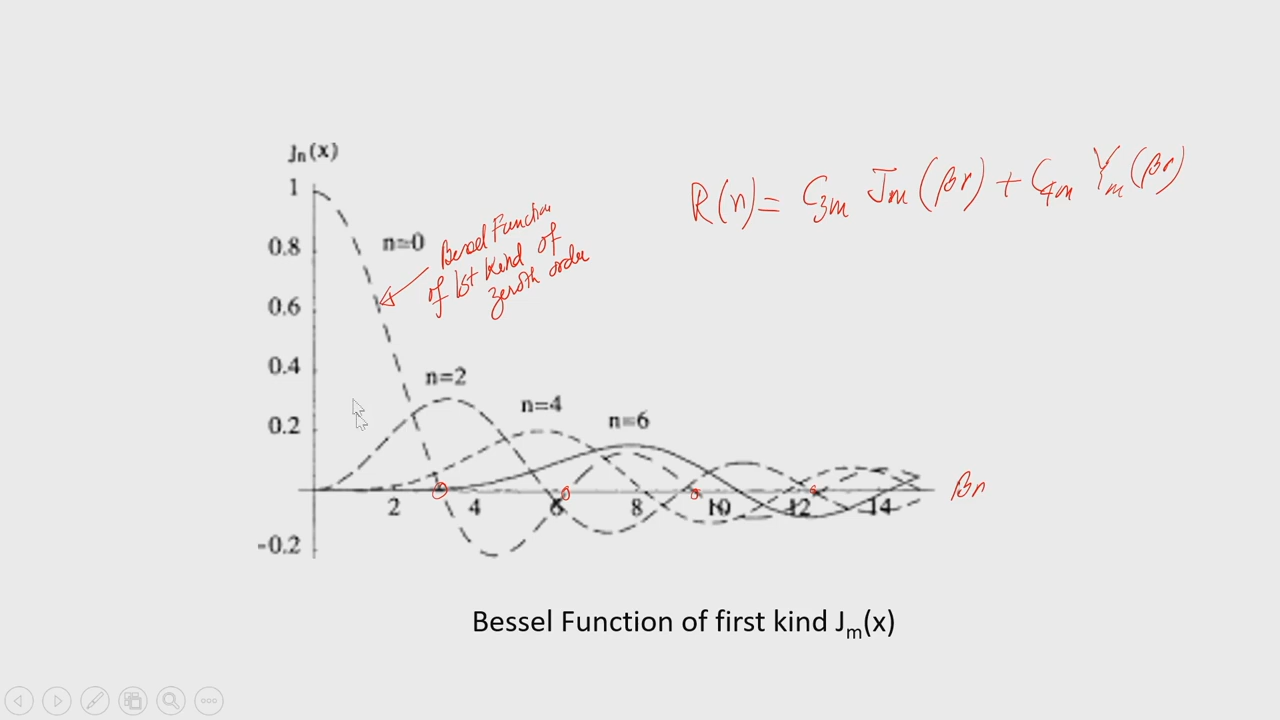 Jn(x)
R(r) = C3m Jm(βr) + C4m Ym(βr)
1
n=0
Bessel Function
of 1st kind of
zeroth order
0.8
0.6
0.4
n=2
n=4
n=6
0.2
βr
2 4 6 8 10 12 14
-0.2
Bessel Function of first kind Jm(x)